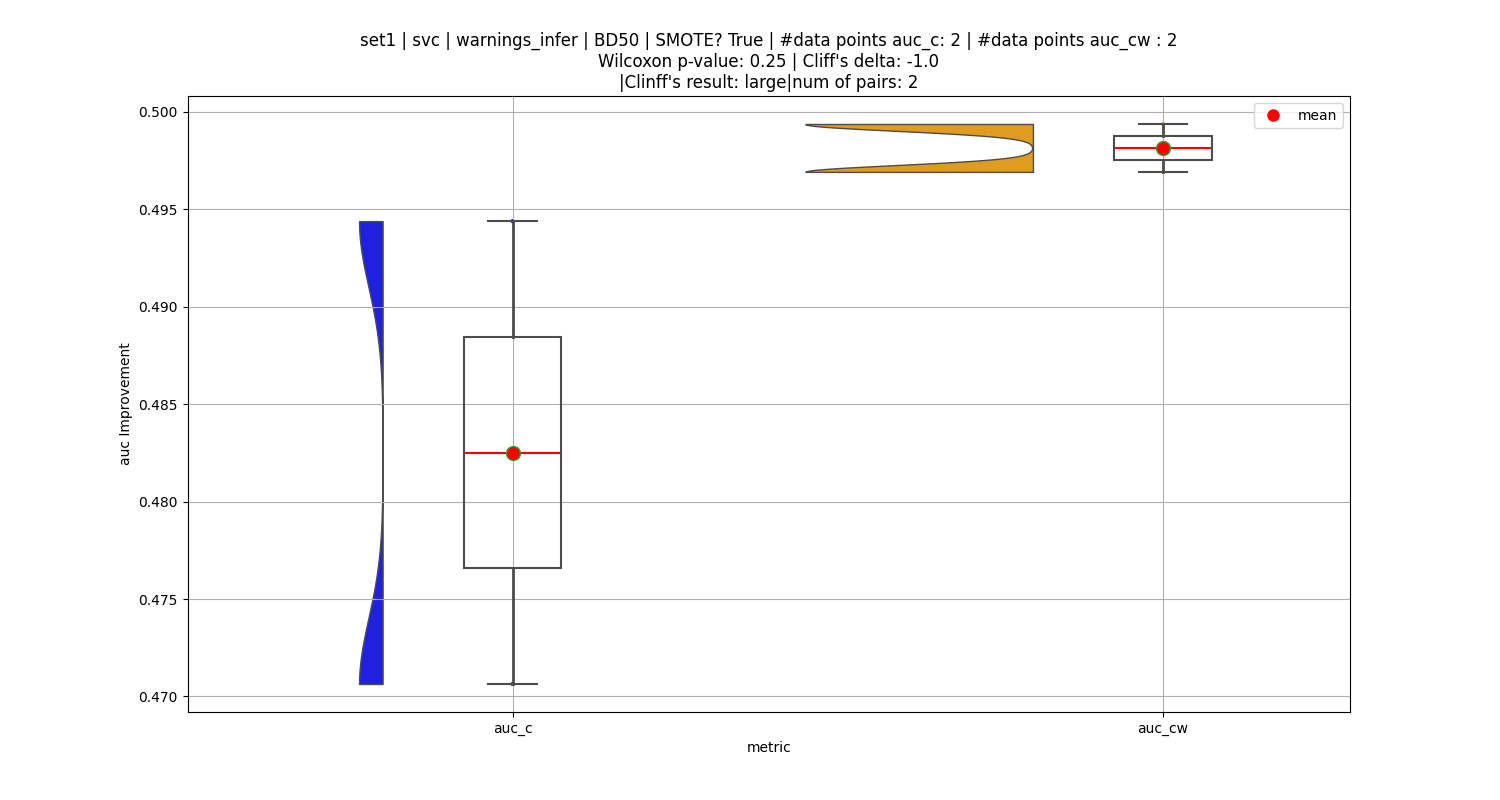 set1 | svc | warnings_infer | BD50 | SMOTE? True | #data points auc_c: 2 | #data points auc_cw : 2
Wilcoxon p-value: 0.25 | Cliff's delta: -1.0
|Clinff's result: large|num of pairs: 2
mean
0.500
0.495
0.490
0.485
0.480
0.475
0.470
auc Improvement
auc_c
auc_cw
metric